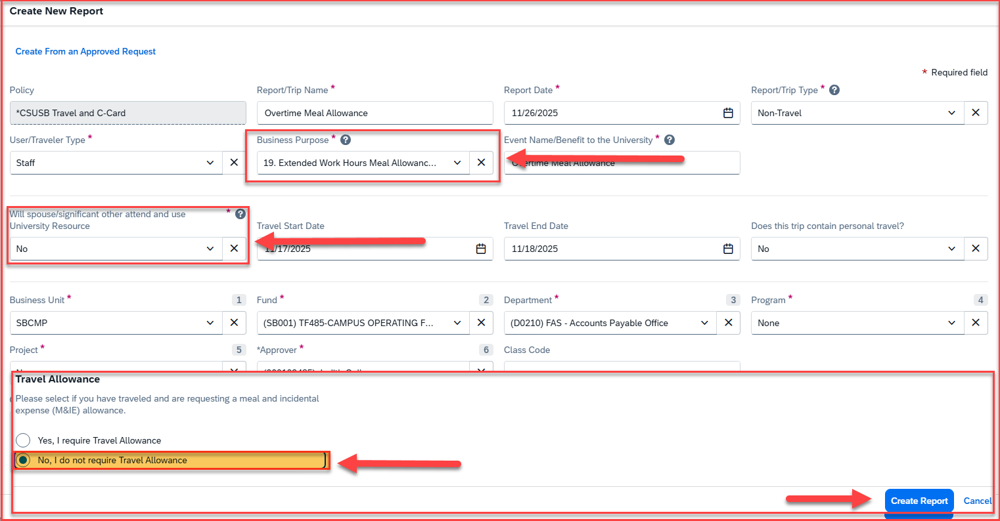 Create New Report
Create From an Approved Request
* Required field
Policy
Report/Trip Name *
Report Date *
Report/Trip Type * ?
*CSUSB Travel and C-Card
Overtime Meal Allowance
11/26/2025
Non-Travel
User/Traveler Type *
Business Purpose * ?
Event Name/Benefit to the University * ?
Staff
19. Extended Work Hours Meal Allowanc...
Overtime Meal Allowance
Will spouse/significant other attend and use * ?
University Resource
Travel Start Date
Travel End Date
Does this trip contain personal travel?
No
11/17/2025
11/18/2025
No
Business Unit * 1
Fund * 2
Department * 3
Program * 4
SBCMP
(SB001) TF485-CAMPUS OPERATING F...
(D0210) FAS - Accounts Payable Office
None
Project * 5
*Approver * 6
Class Code
Travel Allowance
Please select if you have traveled and are requesting a meal and incidental
expense (M&IE) allowance.
Yes, I require Travel Allowance
No, I do not require Travel Allowance
Create Report
Cancel